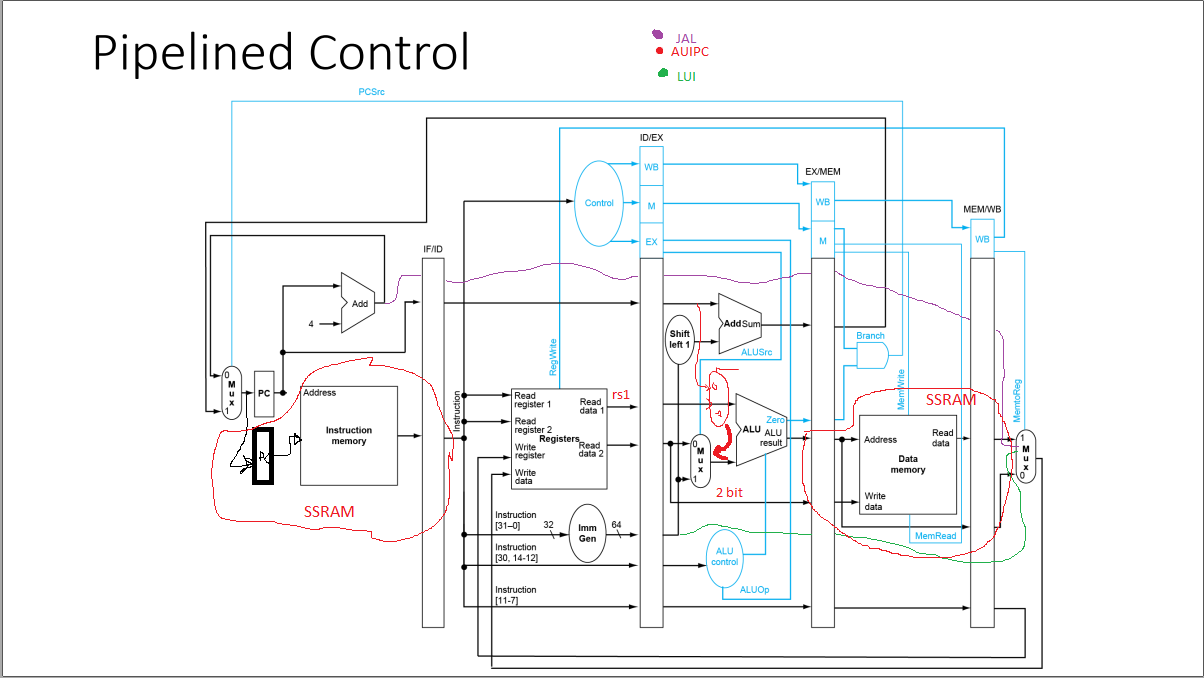 Pipelined Control
JAL
AUIPC
LUI
PCSrc
ID/EX
WB
M
EX
Control
EX/MEM
WB
M
MEM/WB
WB
IF/ID
Add
4
Shift
left 1
AddSum
ALUSrc
Branch
RegWrite
MemWrite
MemtoReg
0
Mux
1
PC
Address
Instruction
memory
SSRAM
Instruction
Read
register 1
Read
register 2
Write
register
Write
data
Registers
Read
data 1
Read
data 2
rs1
0
Mux
1
ALU
Zero
ALU
result
2 bit
SSRAM
Address
Read
data
Data
memory
Write
data
MemRead
1
Mux
0
Instruction
[31–0]
32
Imm
Gen
64
Instruction
[30, 14-12]
ALU
control
ALUOp
Instruction
[11-7]